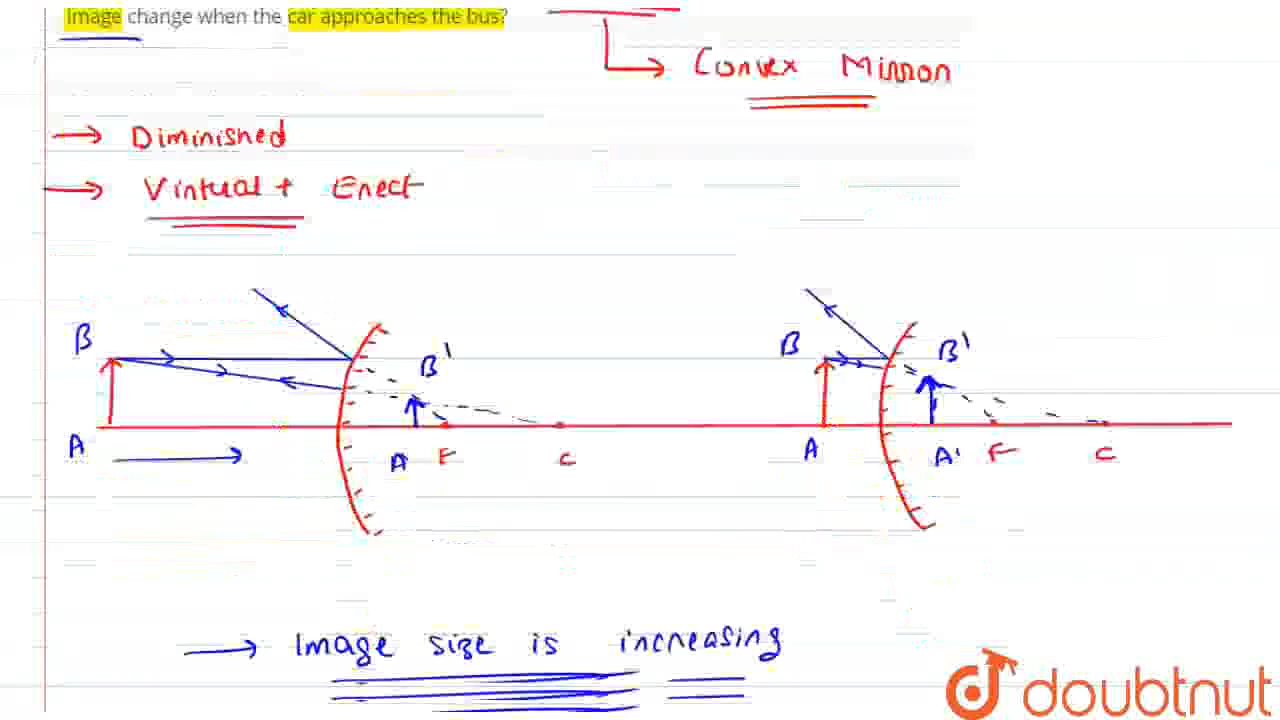 Image change when the car approaches the bus?
Convex Mirror
Diminished
Virtual + Erect
B B' B B'
A A' F C A A' F C
Image size is increasing
doubtnut